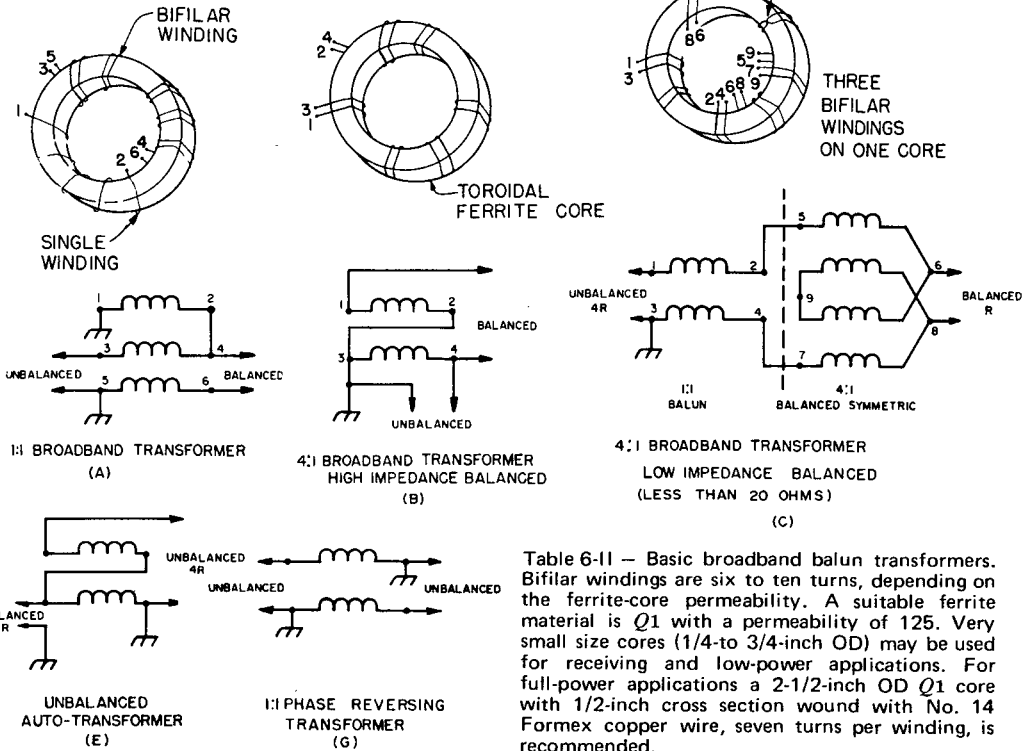 BIFILAR
WINDING
5
3
1
4
6
2
SINGLE
WINDING
4
2
3
1
TOROIDAL
FERRITE CORE
8 6
1
3
9
5
7
2 4 6 8 9
THREE
BIFILAR
WINDINGS
ON ONE CORE
1 2
3 4
5 6
UNBALANCED BALANCED
1:1 BROADBAND TRANSFORMER
(A)
1 2
BALANCED
3 4
UNBALANCED
4:1 BROADBAND TRANSFORMER
HIGH IMPEDANCE BALANCED
(B)
5
1 2 6
UNBALANCED
4R
9
BALANCED
R
3 4 8
7
1:1
BALUN
4:1
BALANCED SYMMETRIC
4:1 BROADBAND TRANSFORMER
LOW IMPEDANCE BALANCED
(LESS THAN 20 OHMS)
(C)
UNBALANCED
4R
LANCED
R
UNBALANCED
AUTO-TRANSFORMER
(E)
UNBALANCED UNBALANCED
1:1 PHASE REVERSING
TRANSFORMER
(G)
Table 6-II — Basic broadband balun transformers.
Bifilar windings are six to ten turns, depending on
the ferrite-core permeability. A suitable ferrite
material is Q1 with a permeability of 125. Very
small size cores (1/4-to 3/4-inch OD) may be used
for receiving and low-power applications. For
full-power applications a 2-1/2-inch OD Q1 core
with 1/2-inch cross section wound with No. 14
Formex copper wire, seven turns per winding, is
recommended.